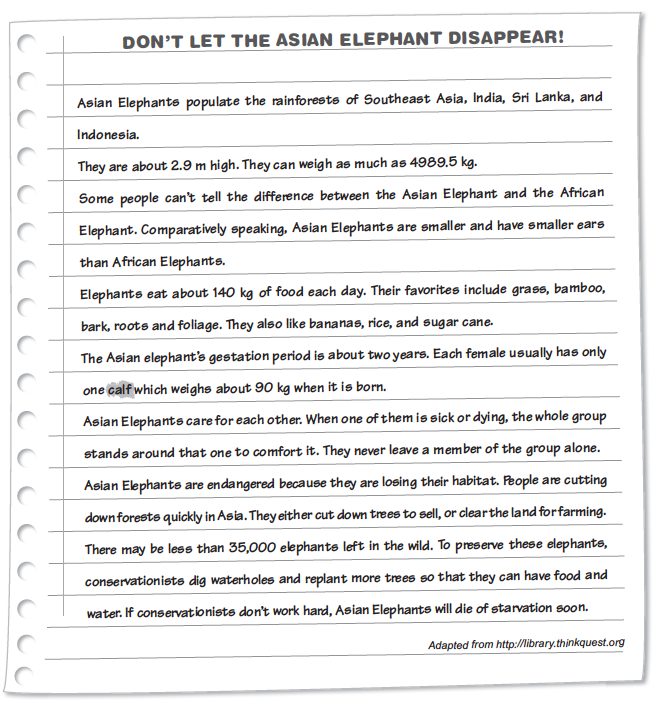 DON'T LET THE ASIAN ELEPHANT DISAPPEAR!
Asian Elephants populate the rainforests of Southeast Asia, India, Sri Lanka, and
Indonesia.
They are about 2.9 m high. They can weigh as much as 4989.5 kg.
Some people can't tell the difference between the Asian Elephant and the African
Elephant. Comparatively speaking, Asian Elephants are smaller and have smaller ears
than African Elephants.
Elephants eat about 140 kg of food each day. Their favorites include grass, bamboo,
bark, roots and foliage. They also like bananas, rice, and sugar cane.
The Asian elephant's gestation period is about two years. Each female usually has only
one calf which weighs about 90 kg when it is born.
Asian Elephants care for each other. When one of them is sick or dying, the whole group
stands around that one to comfort it. They never leave a member of the group alone.
Asian Elephants are endangered because they are losing their habitat. People are cutting
down forests quickly in Asia. They either cut down trees to sell, or clear the land for farming.
There may be less than 35,000 elephants left in the wild. To preserve these elephants,
conservationists dig waterholes and replant more trees so that they can have food and
water. If conservationists don't work hard, Asian Elephants will die of starvation soon.
Adapted from http://library.thinkquest.org